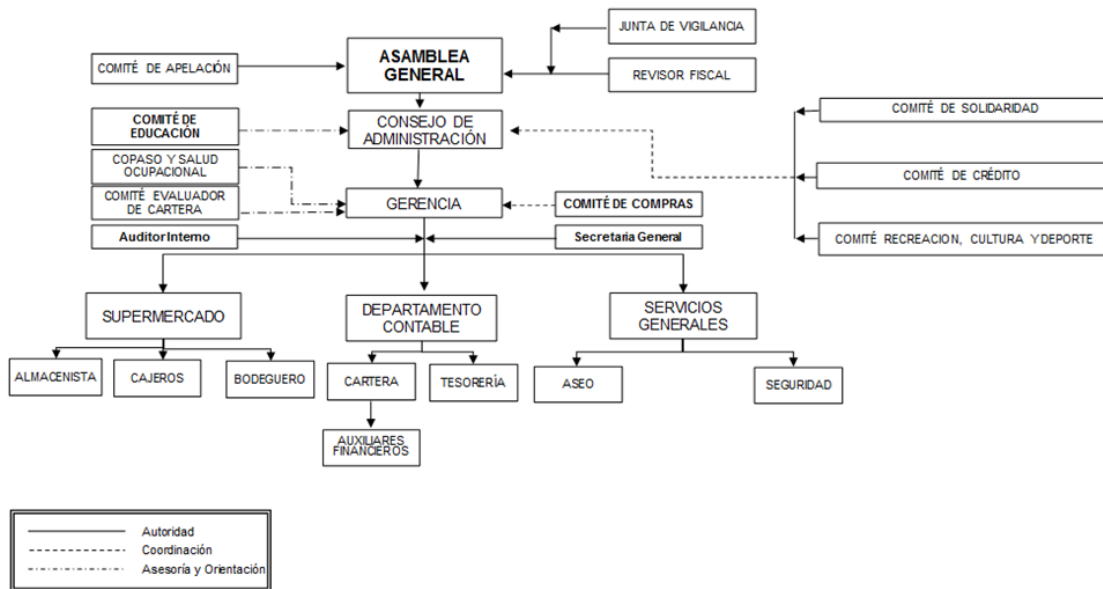 JUNTA DE VIGILANCIA
ASAMBLEA
GENERAL
COMITÉ DE APELACIÓN
REVISOR FISCAL
COMITÉ DE SOLIDARIDAD
COMITÉ DE
EDUCACIÓN
CONSEJO DE
ADMINISTRACIÓN
COPASO Y SALUD
OCUPACIONAL
COMITÉ DE CRÉDITO
COMITÉ EVALUADOR
DE CARTERA
GERENCIA
COMITÉ DE COMPRAS
Auditor Interno
Secretaria General
COMITÉ RECREACION, CULTURA Y DEPORTE
SUPERMERCADO
DEPARTAMENTO
CONTABLE
SERVICIOS
GENERALES
ALMACENISTA
CAJEROS
BODEGUERO
CARTERA
TESORERÍA
ASEO
SEGURIDAD
AUXILIARES
FINANCIEROS
Autoridad
Coordinación
Asesoría y Orientación